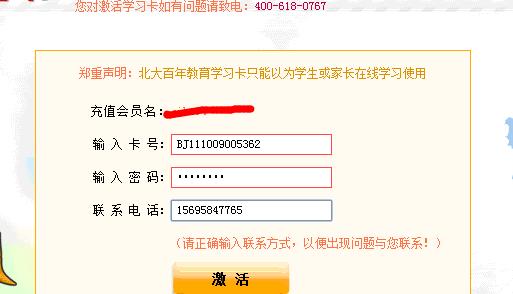 您对激活学习卡如有问题请致电：400-618-0767
郑重声明：北大百年教育学习卡只能以为学生或家长在线学习使用
充值会员名：
输入卡号：BJ111009005362
输入密码：••••••••
联系电话：15695847765
（请正确输入联系方式，以便出现问题与您联系！）
激活